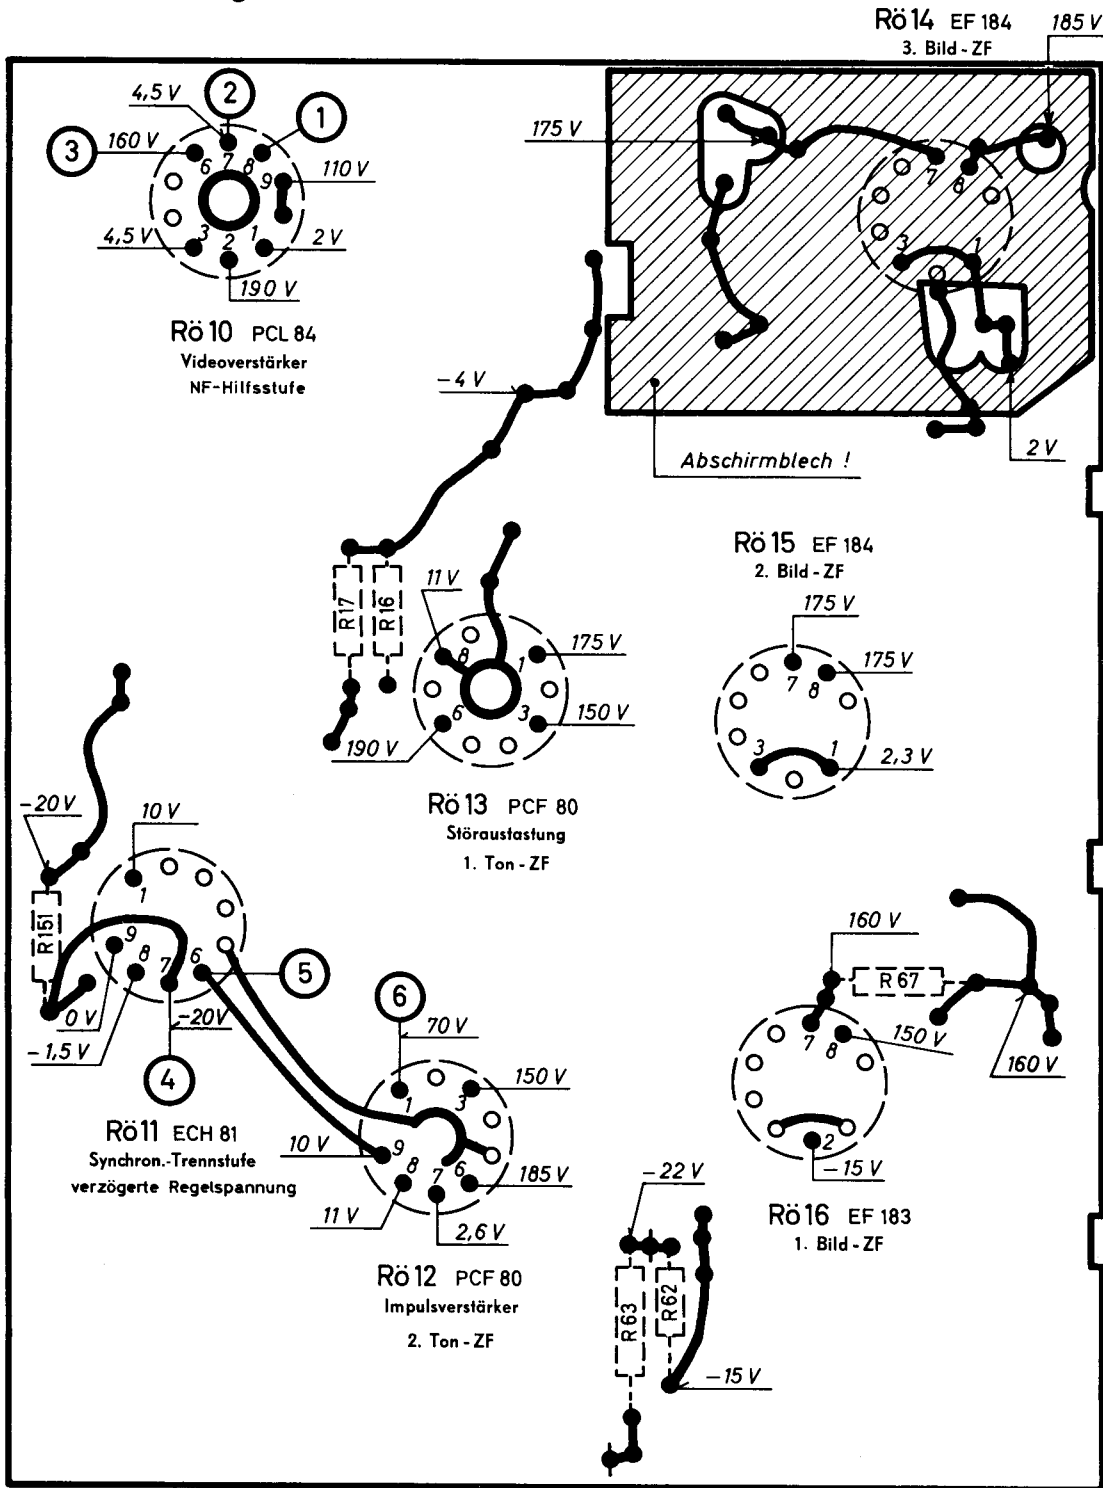 Rö 14 EF 184
3. Bild - ZF
185 V
4,5 V
2
1
3
160 V
6
7
8
9
110 V
4,5 V
3
2
1
2 V
190 V
Rö 10 PCL 84
Videoverstärker
NF-Hilfsstufe
175 V
7
8
3
1
2 V
Abschirmblech !
-4 V
R17
R16
11 V
8
1
175 V
6
3
150 V
190 V
Rö 13 PCF 80
Störaustastung
1. Ton - ZF
Rö 15 EF 184
2. Bild - ZF
175 V
175 V
7
8
3
1
2,3 V
-20 V
10 V
R151
1
9
8
7
6
5
0 V
-20V
-1,5 V
4
Rö 11 ECH 81
Synchron.-Trennstufe
verzögerte Regelspannung
6
70 V
1
3
150 V
10 V
9
8
7
6
185 V
11 V
2,6 V
Rö 12 PCF 80
Impulsverstärker
2. Ton - ZF
160 V
R 67
7
8
150 V
160 V
2
-15 V
Rö 16 EF 183
1. Bild - ZF
-22 V
R63
R62
-15 V